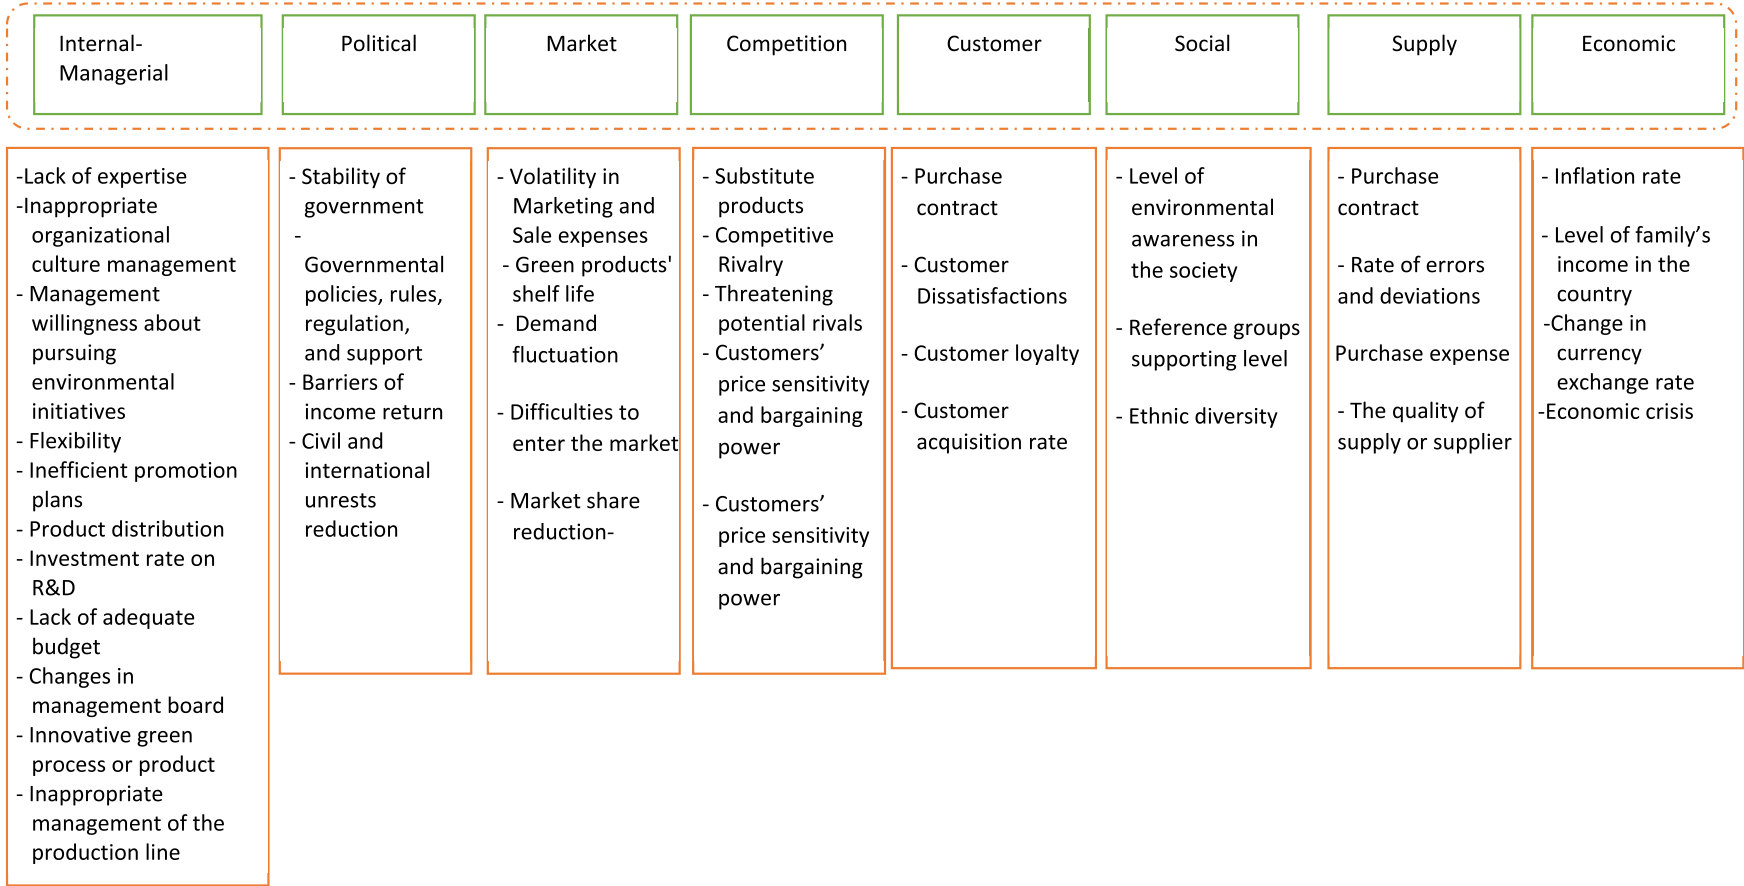 Internal-
Managerial
Political
Market
Competition
Customer
Social
Supply
Economic
-Lack of expertise
-Inappropriate
organizational
culture management
- Management
willingness about
pursuing
environmental
initiatives
- Flexibility
- Inefficient promotion
plans
- Product distribution
- Investment rate on
R&D
- Lack of adequate
budget
- Changes in
management board
- Innovative green
process or product
- Inappropriate
management of the
production line
- Stability of
government
-
Governmental
policies, rules,
regulation,
and support
- Barriers of
income return
- Civil and
international
unrests
reduction
- Volatility in
Marketing and
Sale expenses
- Green products'
shelf life
- Demand
fluctuation
- Difficulties to
enter the market
- Market share
reduction-
- Substitute
products
- Competitive
Rivalry
- Threatening
potential rivals
- Customers’
price sensitivity
and bargaining
power
- Customers’
price sensitivity
and bargaining
power
- Purchase
contract
- Customer
Dissatisfactions
- Customer loyalty
- Customer
acquisition rate
- Level of
environmental
awareness in
the society
- Reference groups
supporting level
- Ethnic diversity
- Purchase
contract
- Rate of errors
and deviations
Purchase expense
- The quality of
supply or supplier
- Inflation rate
- Level of family’s
income in the
country
-Change in
currency
exchange rate
-Economic crisis